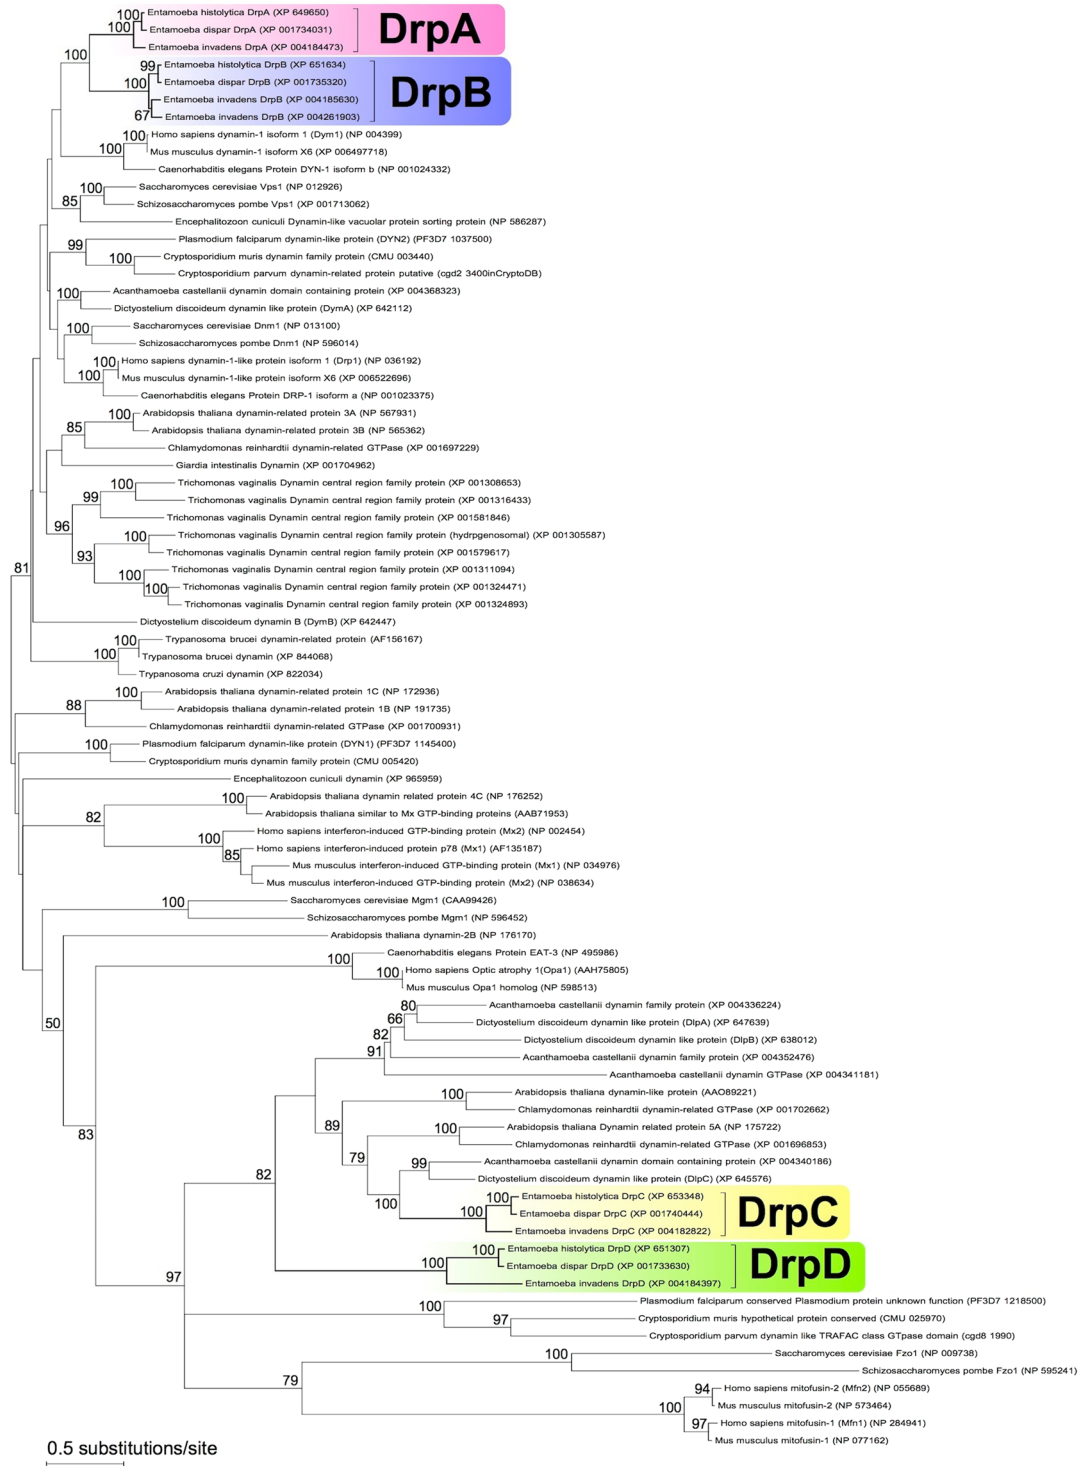 100 Entamoeba histolytica DrpA (XP 649650)
100 Entamoeba dispar DrpA (XP 001734031)
DrpA
Entamoeba invadens DrpA (XP 004184473)
100
99 Entamoeba histolytica DrpB (XP 651634)
100 Entamoeba dispar DrpB (XP 001735320)
DrpB
Entamoeba invadens DrpB (XP 004185630)
67 Entamoeba invadens DrpB (XP 004261903)
100 Homo sapiens dynamin-1 isoform 1 (Dym1) (NP 004399)
100 Mus musculus dynamin-1 isoform X6 (XP 006497718)
Caenorhabditis elegans Protein DYN-1 isoform b (NP 001024332)
100 Saccharomyces cerevisiae Vps1 (NP 012926)
85 Schizosaccharomyces pombe Vps1 (XP 001713062)
Encephalitozoon cuniculi Dynamin-like vacuolar protein sorting protein (NP 586287)
99 Plasmodium falciparum dynamin-like protein (DYN2) (PF3D7 1037500)
100 Cryptosporidium muris dynamin family protein (CMU 003440)
Cryptosporidium parvum dynamin-related protein putative (cgd2 3400inCryptoDB)
100 Acanthamoeba castellanii dynamin domain containing protein (XP 004368323)
Dictyostelium discoideum dynamin like protein (DymA) (XP 642112)
100 Saccharomyces cerevisiae Dnm1 (NP 013100)
Schizosaccharomyces pombe Dnm1 (NP 596014)
100 Homo sapiens dynamin-1-like protein isoform 1 (Drp1) (NP 036192)
100 Mus musculus dynamin-1-like protein isoform X6 (XP 006522696)
Caenorhabditis elegans Protein DRP-1 isoform a (NP 001023375)
100 Arabidopsis thaliana dynamin-related protein 3A (NP 567931)
85 Arabidopsis thaliana dynamin-related protein 3B (NP 565362)
Chlamydomonas reinhardtii dynamin-related GTPase (XP 001697229)
Giardia intestinalis Dynamin (XP 001704962)
100 Trichomonas vaginalis Dynamin central region family protein (XP 001308653)
99 Trichomonas vaginalis Dynamin central region family protein (XP 001316433)
Trichomonas vaginalis Dynamin central region family protein (XP 001581846)
96
100 Trichomonas vaginalis Dynamin central region family protein (hydrpgenosomal) (XP 001305587)
93 Trichomonas vaginalis Dynamin central region family protein (XP 001579617)
100 Trichomonas vaginalis Dynamin central region family protein (XP 001311094)
81
100 Trichomonas vaginalis Dynamin central region family protein (XP 001324471)
Trichomonas vaginalis Dynamin central region family protein (XP 001324893)
Dictyostelium discoideum dynamin B (DymB) (XP 642447)
100 Trypanosoma brucei dynamin-related protein (AF156167)
100 Trypanosoma brucei dynamin (XP 844068)
Trypanosoma cruzi dynamin (XP 822034)
100 Arabidopsis thaliana dynamin-related protein 1C (NP 172936)
88 Arabidopsis thaliana dynamin-related protein 1B (NP 191735)
Chlamydomonas reinhardtii dynamin-related GTPase (XP 001700931)
100 Plasmodium falciparum dynamin-like protein (DYN1) (PF3D7 1145400)
Cryptosporidium muris dynamin family protein (CMU 005420)
Encephalitozoon cuniculi dynamin (XP 965959)
100 Arabidopsis thaliana dynamin related protein 4C (NP 176252)
82 Arabidopsis thaliana similar to Mx GTP-binding proteins (AAB71953)
100 Homo sapiens interferon-induced GTP-binding protein (Mx2) (NP 002454)
85 Homo sapiens interferon-induced protein p78 (Mx1) (AF135187)
Mus musculus interferon-induced GTP-binding protein (Mx1) (NP 034976)
Mus musculus interferon-induced GTP-binding protein (Mx2) (NP 038634)
100 Saccharomyces cerevisiae Mgm1 (CAA99426)
Schizosaccharomyces pombe Mgm1 (NP 596452)
Arabidopsis thaliana dynamin-2B (NP 176170)
100 Caenorhabditis elegans Protein EAT-3 (NP 495986)
100 Homo sapiens Optic atrophy 1(Opa1) (AAH75805)
Mus musculus Opa1 homolog (NP 598513)
80 Acanthamoeba castellanii dynamin family protein (XP 004336224)
50 66 Dictyostelium discoideum dynamin like protein (DlpA) (XP 647639)
82 Dictyostelium discoideum dynamin like protein (DlpB) (XP 638012)
91 Acanthamoeba castellanii dynamin family protein (XP 004352476)
Acanthamoeba castellanii dynamin GTPase (XP 004341181)
100 Arabidopsis thaliana dynamin-like protein (AAO89221)
Chlamydomonas reinhardtii dynamin-related GTPase (XP 001702662)
83 89 100 Arabidopsis thaliana Dynamin related protein 5A (NP 175722)
Chlamydomonas reinhardtii dynamin-related GTPase (XP 001696853)
79 99 Acanthamoeba castellanii dynamin domain containing protein (XP 004340186)
82 Dictyostelium discoideum dynamin like protein (DlpC) (XP 645576)
100 100 Entamoeba histolytica DrpC (XP 653348)
100 Entamoeba dispar DrpC (XP 001740444)
DrpC
Entamoeba invadens DrpC (XP 004182822)
100 Entamoeba histolytica DrpD (XP 651307)
100 Entamoeba dispar DrpD (XP 001733630)
DrpD
97 Entamoeba invadens DrpD (XP 004184397)
100 Plasmodium falciparum conserved Plasmodium protein unknown function (PF3D7 1218500)
97 Cryptosporidium muris hypothetical protein conserved (CMU 025970)
Cryptosporidium parvum dynamin like TRAFAC class GTpase domain (cgd8 1990)
100 Saccharomyces cerevisiae Fzo1 (NP 009738)
Schizosaccharomyces pombe Fzo1 (NP 595241)
79 94 Homo sapiens mitofusin-2 (Mfn2) (NP 055689)
100 Mus musculus mitofusin-2 (NP 573464)
97 Homo sapiens mitofusin-1 (Mfn1) (NP 284941)
Mus musculus mitofusin-1 (NP 077162)
0.5 substitutions/site